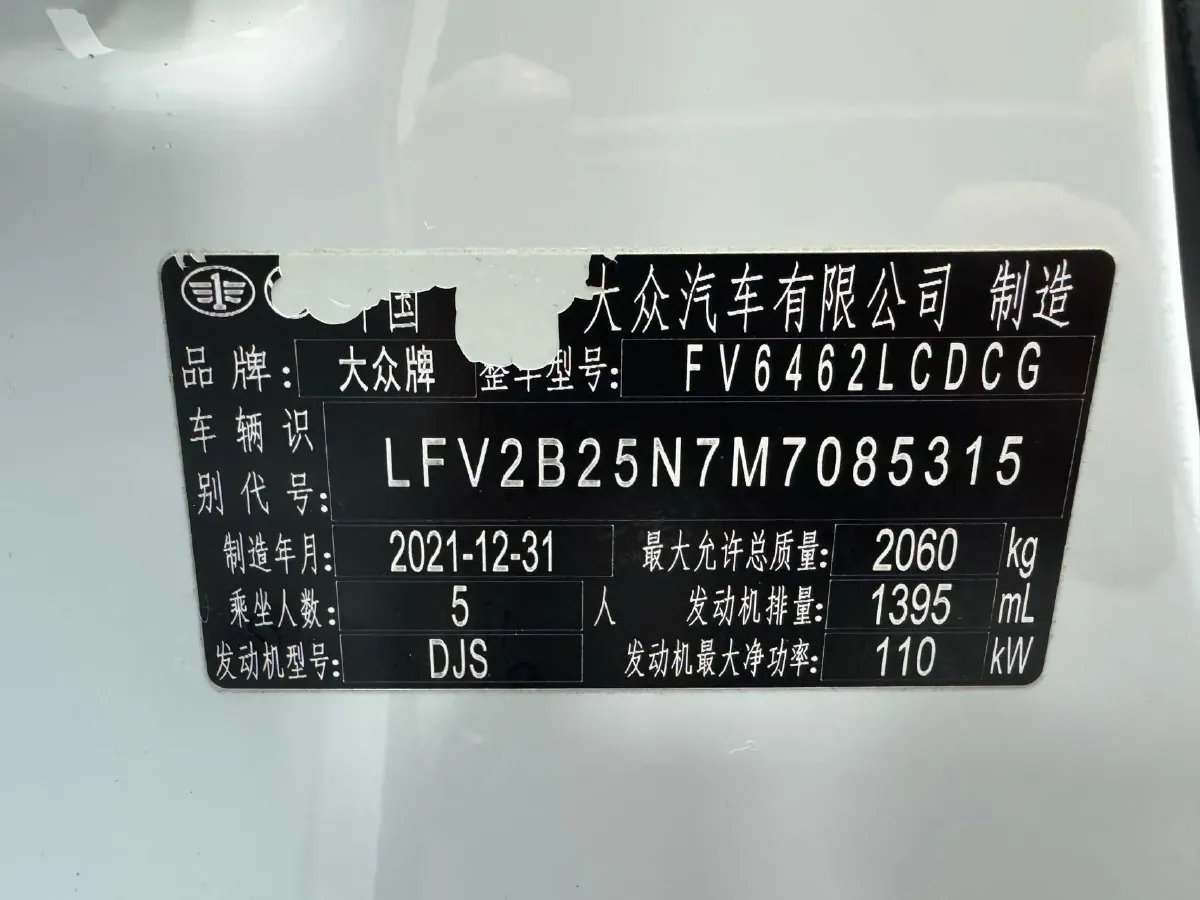 中国 大众汽车有限公司 制造
品牌: 大众牌 整车型号: FV6462LCDCG
车辆识别代号: LFV2B25N7M7085315
制造年月: 2021-12-31 最大允许总质量: 2060 kg
乘坐人数: 5 人 发动机排量: 1395 mL
发动机型号: DJS 发动机最大净功率: 110 kW